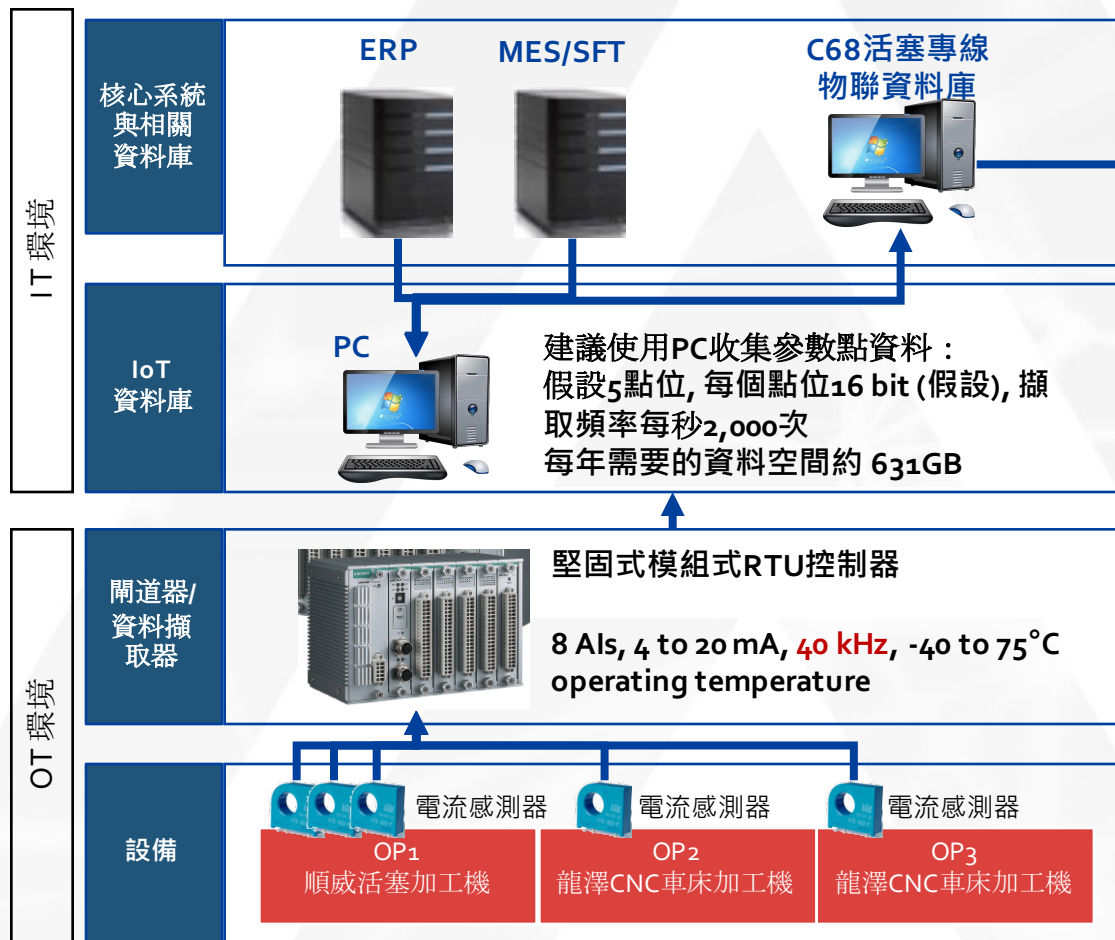 IT 環境
核心系統
與相關
資料庫
ERP
MES/SFT
C68活塞專線
物聯資料庫
IoT
資料庫
PC
建議使用PC收集參數點資料：
假設5點位, 每個點位16 bit (假設), 擷
取頻率每秒2,000次
每年需要的資料空間約 631GB
OT 環境
閘道器/
資料擷
取器
堅固式模組式RTU控制器
8 AIs, 4 to 20 mA, 40 kHz, -40 to 75°C
operating temperature
設備
電流感測器
電流感測器
電流感測器
OP1
順威活塞加工機
OP2
龍澤CNC車床加工機
OP3
龍澤CNC車床加工機